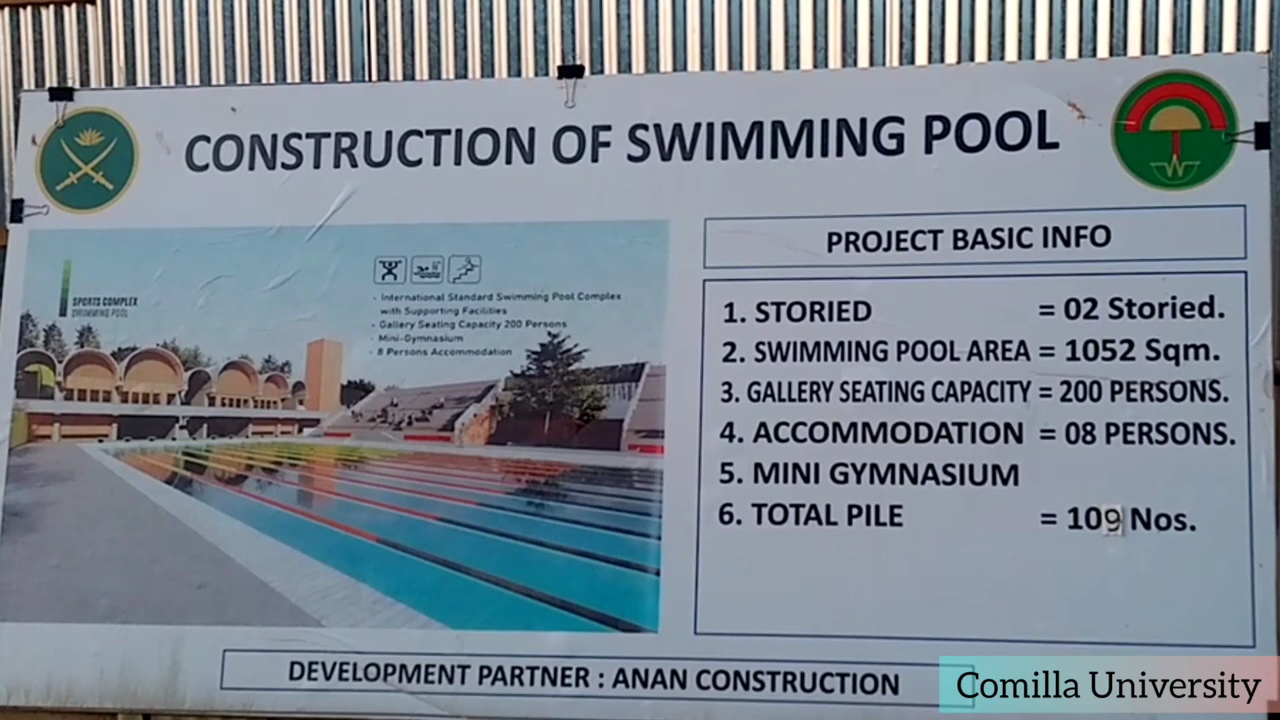 CONSTRUCTION OF SWIMMING POOL
SPORTS COMPLEX
SWIMMING POOL
- International Standard Swimming Pool Complex
with Supporting Facilities
- Gallery Seating Capacity 200 Persons
- Mini-Gymnasium
- 8 Persons Accommodation
PROJECT BASIC INFO
1. STORIED = 02 Storied.
2. SWIMMING POOL AREA = 1052 Sqm.
3. GALLERY SEATING CAPACITY = 200 PERSONS.
4. ACCOMMODATION = 08 PERSONS.
5. MINI GYMNASIUM
6. TOTAL PILE = 109 Nos.
DEVELOPMENT PARTNER : ANAN CONSTRUCTION
Comilla University